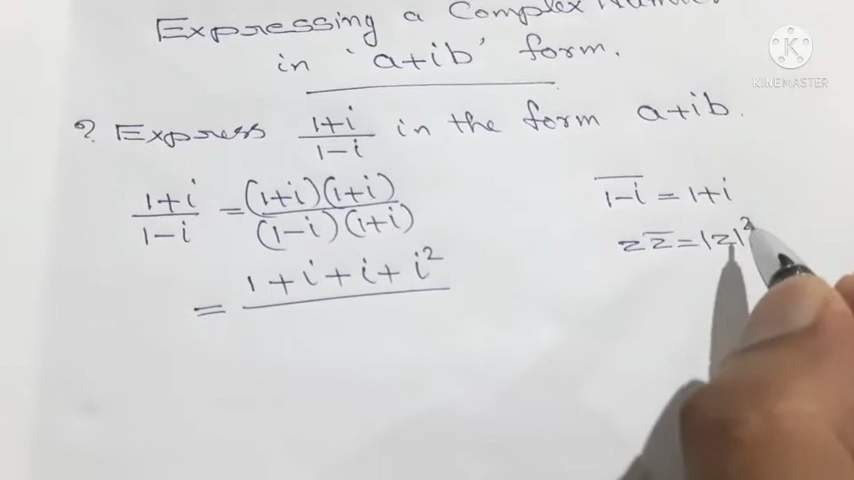 Expressing a Complex Number
in 'a+ib' form.
K
KINEMASTER
? Express (1+i)/(1-i) in the form a+ib.
(1+i)/(1-i) = (1+i)(1+i)/(1-i)(1+i)
= 1+i+i+i²
1-i̅ = 1+i
z z̅ = |z|²